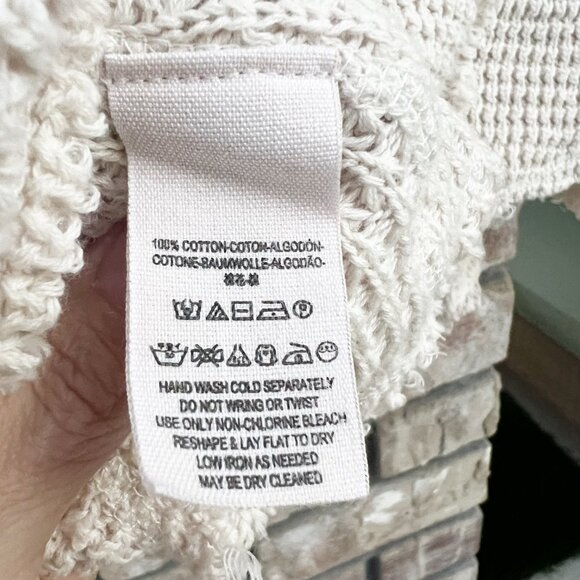 100% COTTON-COTON-ALGODÓN-
COTONE-BAUMWOLLE-ALGODÃO-
HAND WASH COLD SEPARATELY
DO NOT WRING OR TWIST
USE ONLY NON-CHLORINE BLEACH
RESHAPE & LAY FLAT TO DRY
LOW IRON AS NEEDED
MAY BE DRY CLEANED